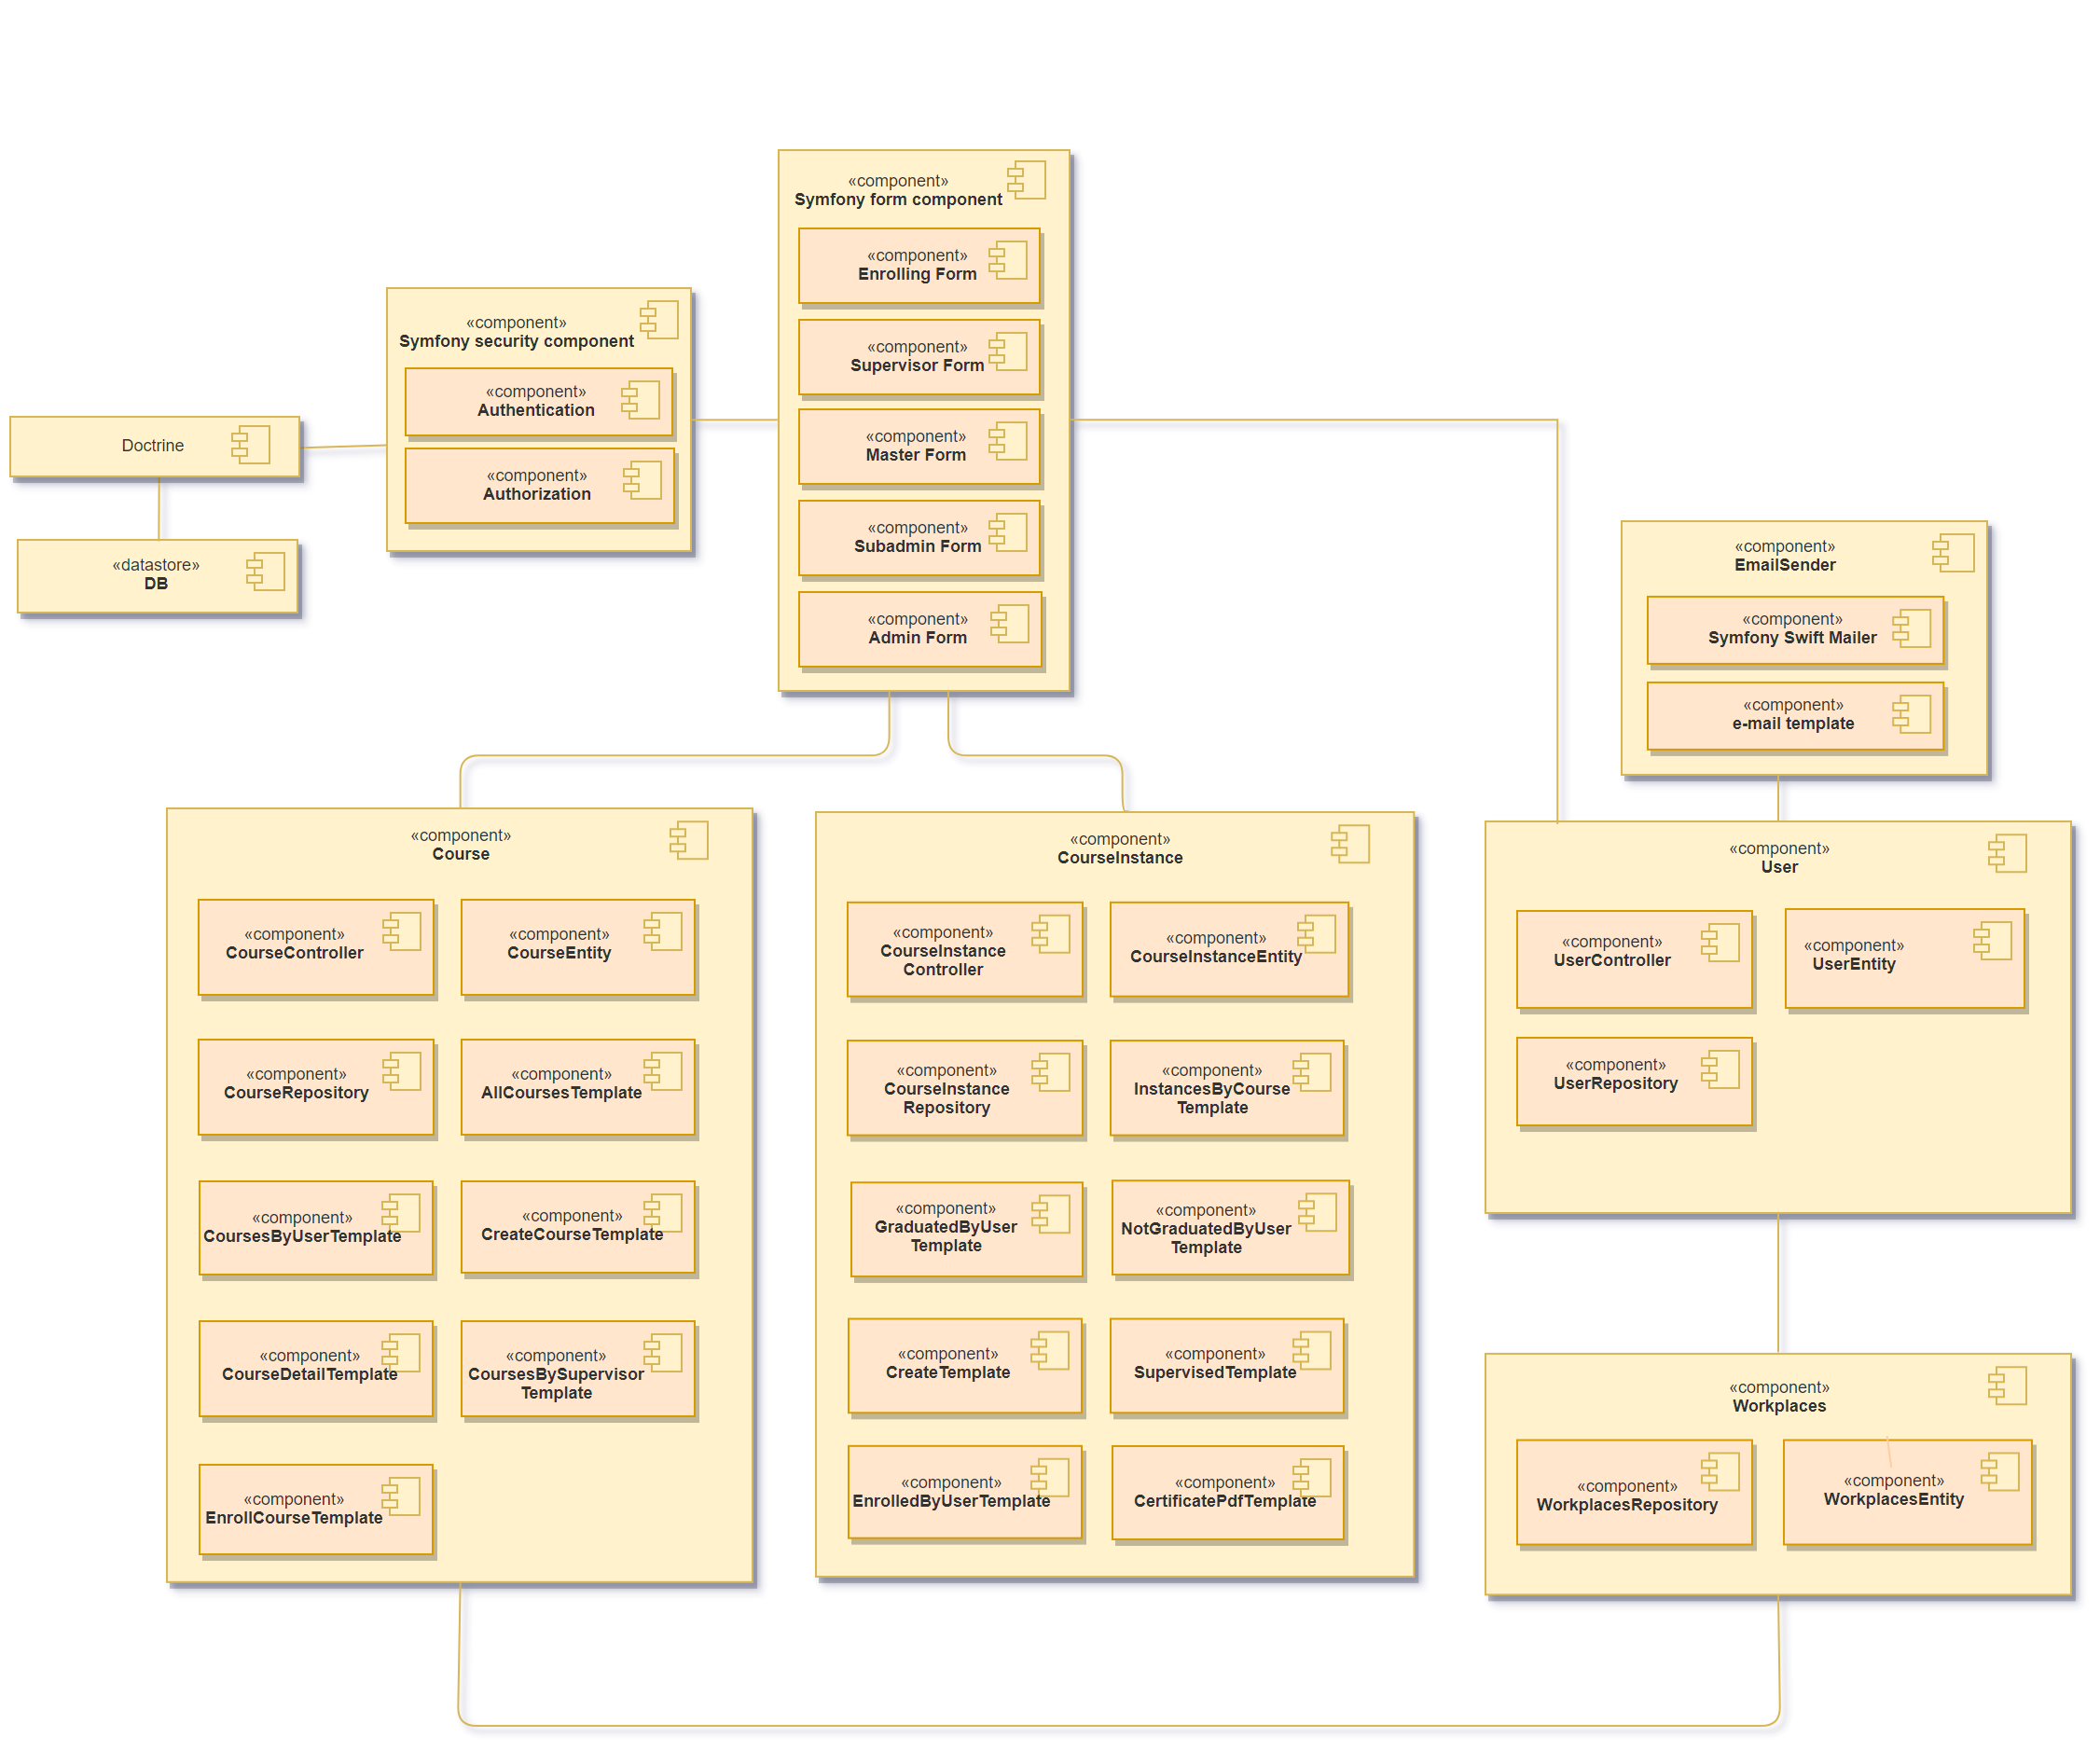 «component»
Symfony form component
«component»
Enrolling Form
«component»
Supervisor Form
«component»
Master Form
«component»
Subadmin Form
«component»
Admin Form
«component»
Symfony security component
«component»
Authentication
«component»
Authorization
Doctrine
«datastore»
DB
«component»
EmailSender
«component»
Symfony Swift Mailer
«component»
e-mail template
«component»
Course
«component»
CourseController
«component»
CourseEntity
«component»
CourseRepository
«component»
AllCoursesTemplate
«component»
CoursesByUserTemplate
«component»
CreateCourseTemplate
«component»
CourseDetailTemplate
«component»
CoursesBySupervisor
Template
«component»
EnrollCourseTemplate
«component»
CourseInstance
«component»
CourseInstance
Controller
«component»
CourseInstanceEntity
«component»
CourseInstance
Repository
«component»
InstancesByCourse
Template
«component»
GraduatedByUser
Template
«component»
NotGraduatedByUser
Template
«component»
CreateTemplate
«component»
SupervisedTemplate
«component»
EnrolledByUserTemplate
«component»
CertificatePdfTemplate
«component»
User
«component»
UserController
«component»
UserEntity
«component»
UserRepository
«component»
Workplaces
«component»
WorkplacesRepository
«component»
WorkplacesEntity